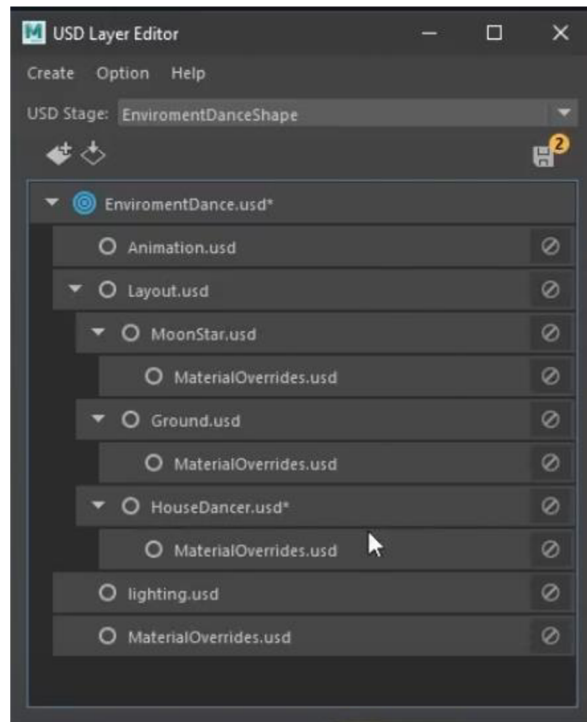 USD Layer Editor
Create Option Help
USD Stage: EnviromentDanceShape
2
EnviromentDance.usd*
Animation.usd
Layout.usd
MoonStar.usd
MaterialOverrides.usd
Ground.usd
MaterialOverrides.usd
HouseDancer.usd*
MaterialOverrides.usd
lighting.usd
MaterialOverrides.usd